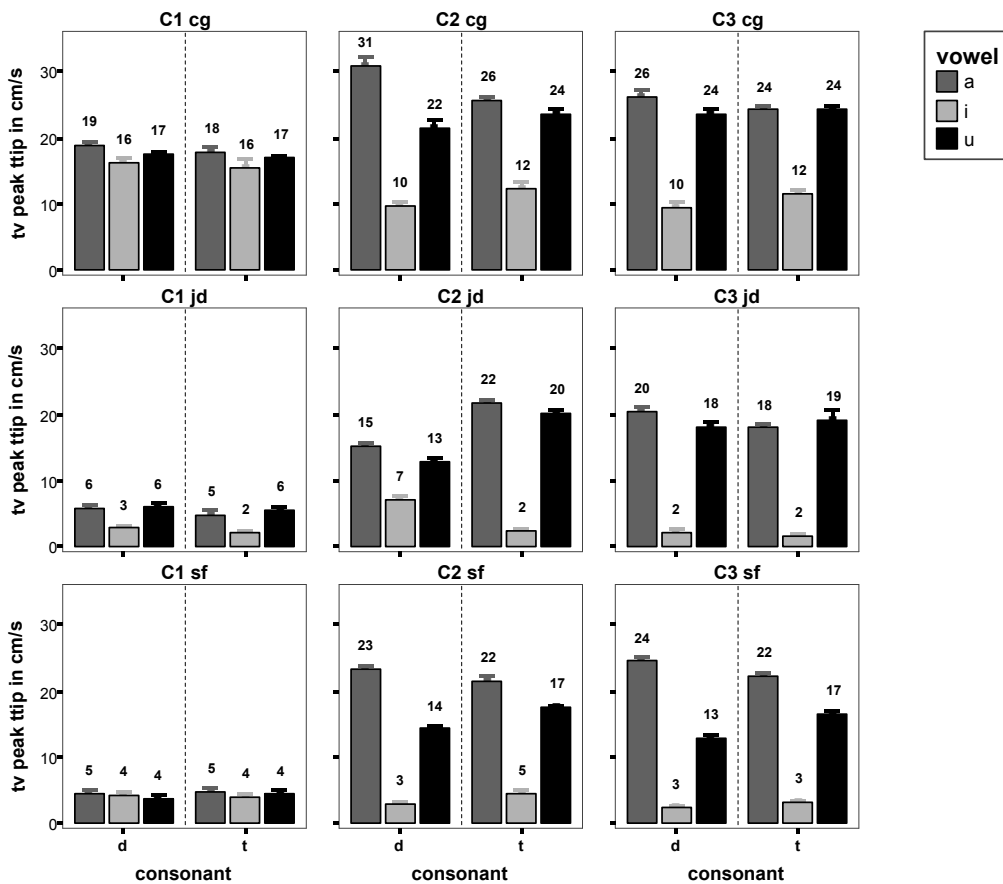 C1 cg C2 cg C3 cg
vowel
a
i
u
tv peak ttip in cm/s
30
20
10
0
19 16 17 18 16 17
31 10 22 26 12 24
26 10 24 24 12 24
C1 jd C2 jd C3 jd
tv peak ttip in cm/s
30
20
10
0
6 3 6 5 2 6
15 7 13 22 2 20
20 2 18 18 2 19
C1 sf C2 sf C3 sf
tv peak ttip in cm/s
30
20
10
0
5 4 4 5 4 4
23 3 14 22 5 17
24 3 13 22 3 17
d t d t d t
consonant consonant consonant